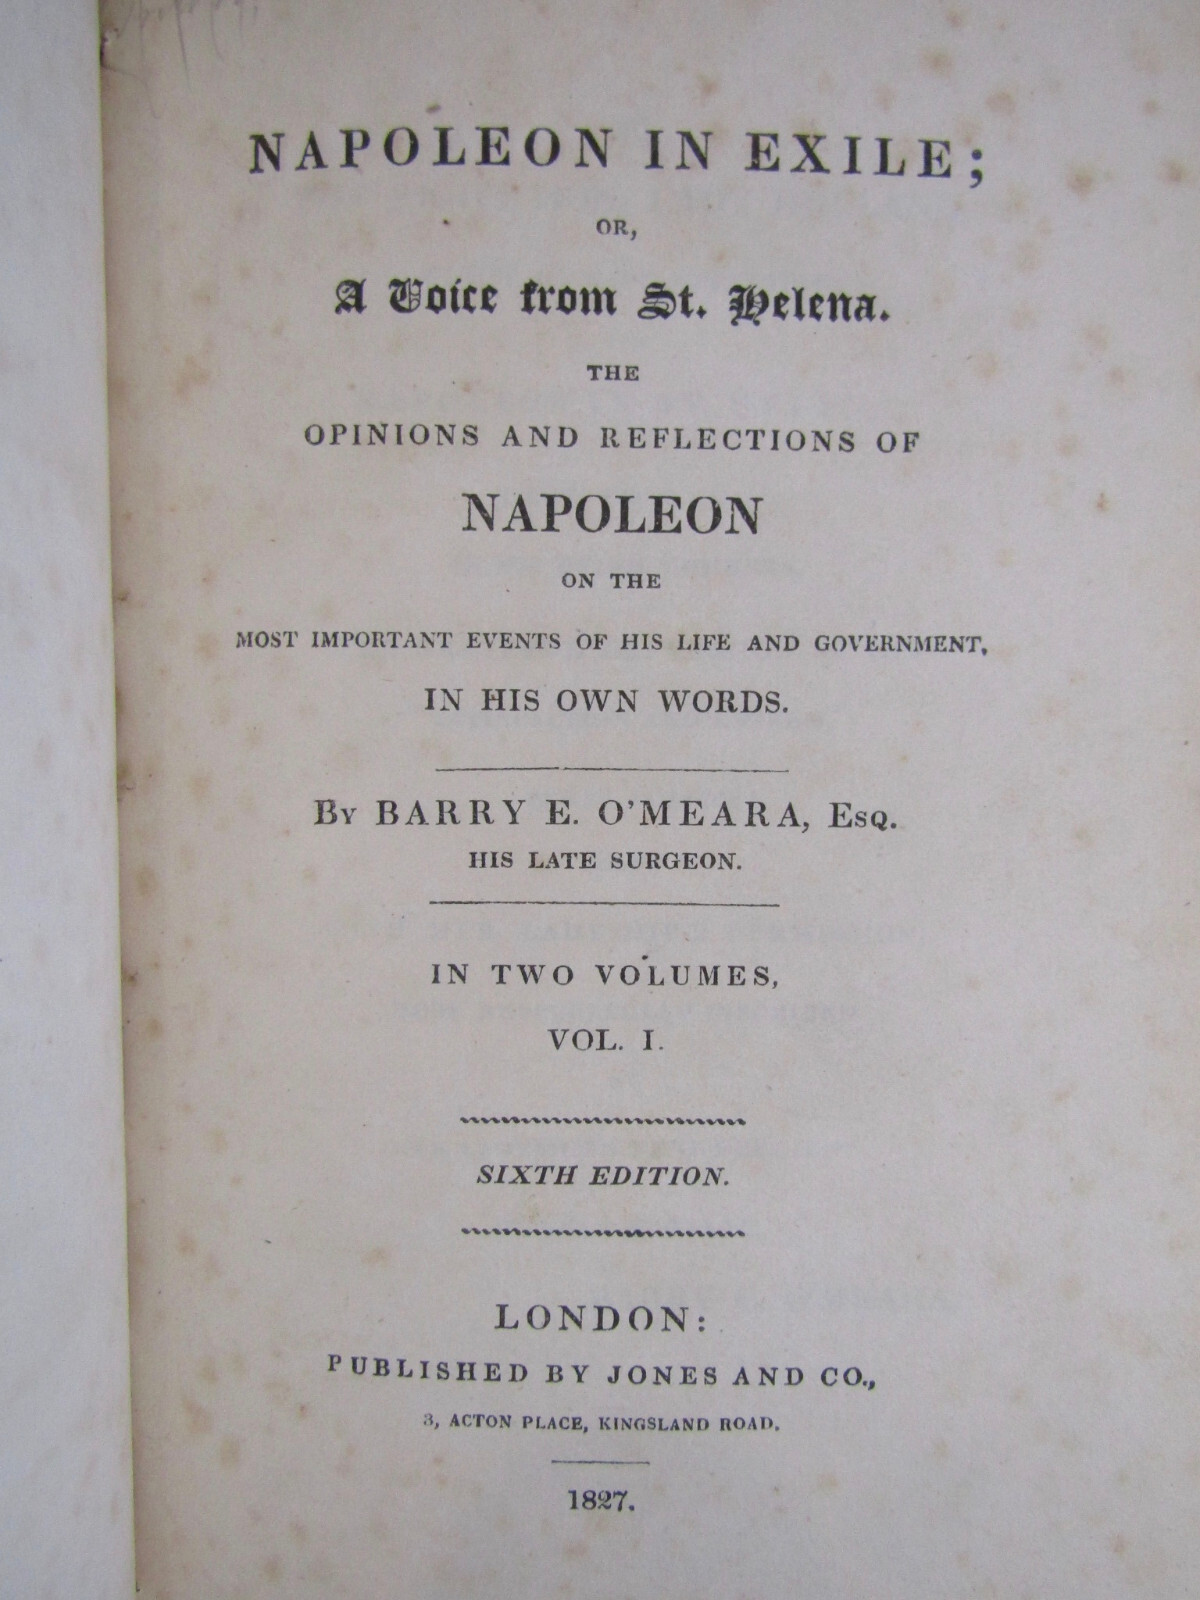 NAPOLEON IN EXILE;
OR,
A Voice from St. Helena.
THE
OPINIONS AND REFLECTIONS OF
NAPOLEON
ON THE
MOST IMPORTANT EVENTS OF HIS LIFE AND GOVERNMENT,
IN HIS OWN WORDS.
BY BARRY E. O'MEARA, ESQ.
HIS LATE SURGEON.
IN TWO VOLUMES,
VOL. I.
SIXTH EDITION.
LONDON:
PUBLISHED BY JONES AND CO.,
3, ACTON PLACE, KINGSLAND ROAD.
1827.